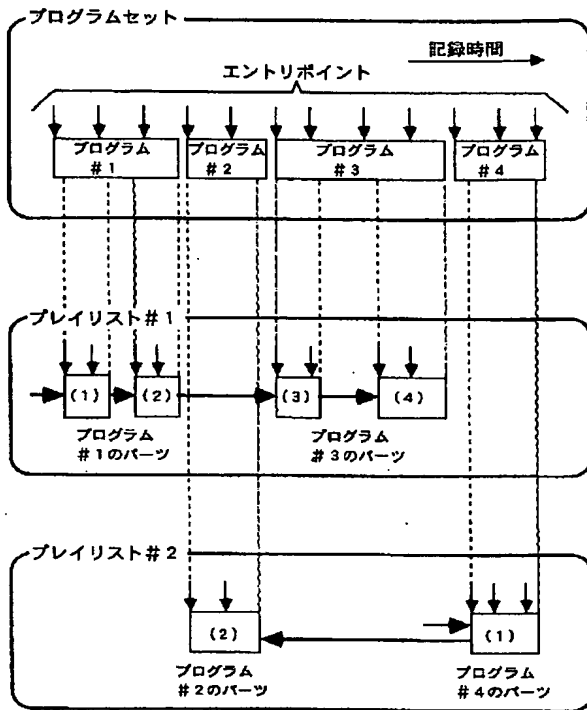 プログラムセット
記録時間
エントリポイント
プログラム
#1
プログラム
#2
プログラム
#3
プログラム
#4
プレイリスト#1
(1)
(2)
(3)
(4)
プログラム
#1のパーツ
プログラム
#3のパーツ
プレイリスト#2
(2)
(1)
プログラム
#2のパーツ
プログラム
#4のパーツ